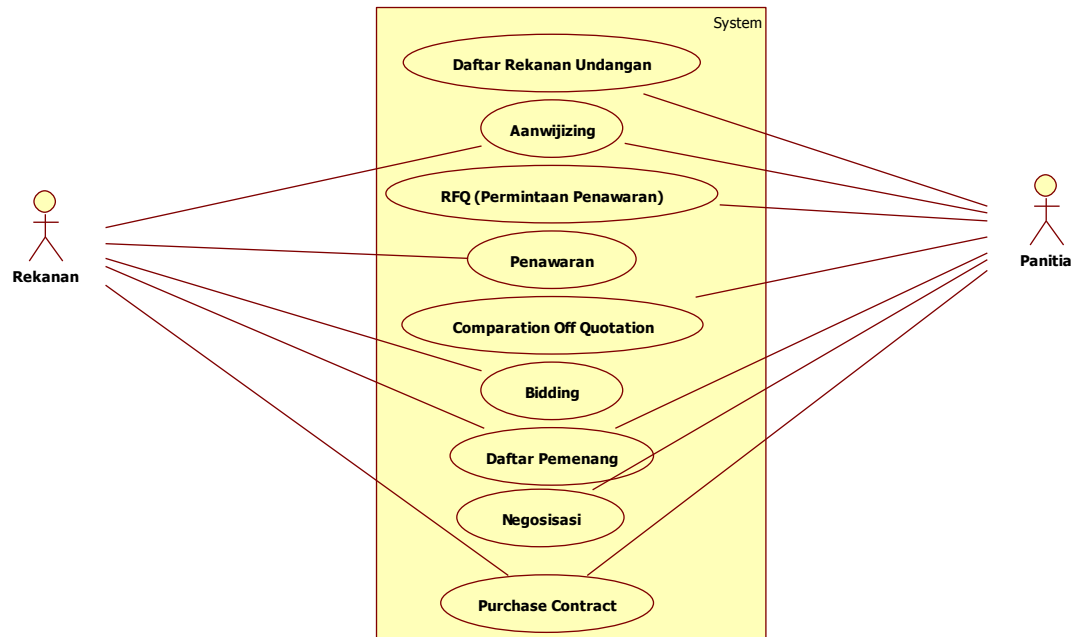 System
Daftar Rekanan Undangan
Aanwijizing
RFQ (Permintaan Penawaran)
Rekanan
Penawaran
Panitia
Comparation Off Quotation
Bidding
Daftar Pemenang
Negosisasi
Purchase Contract